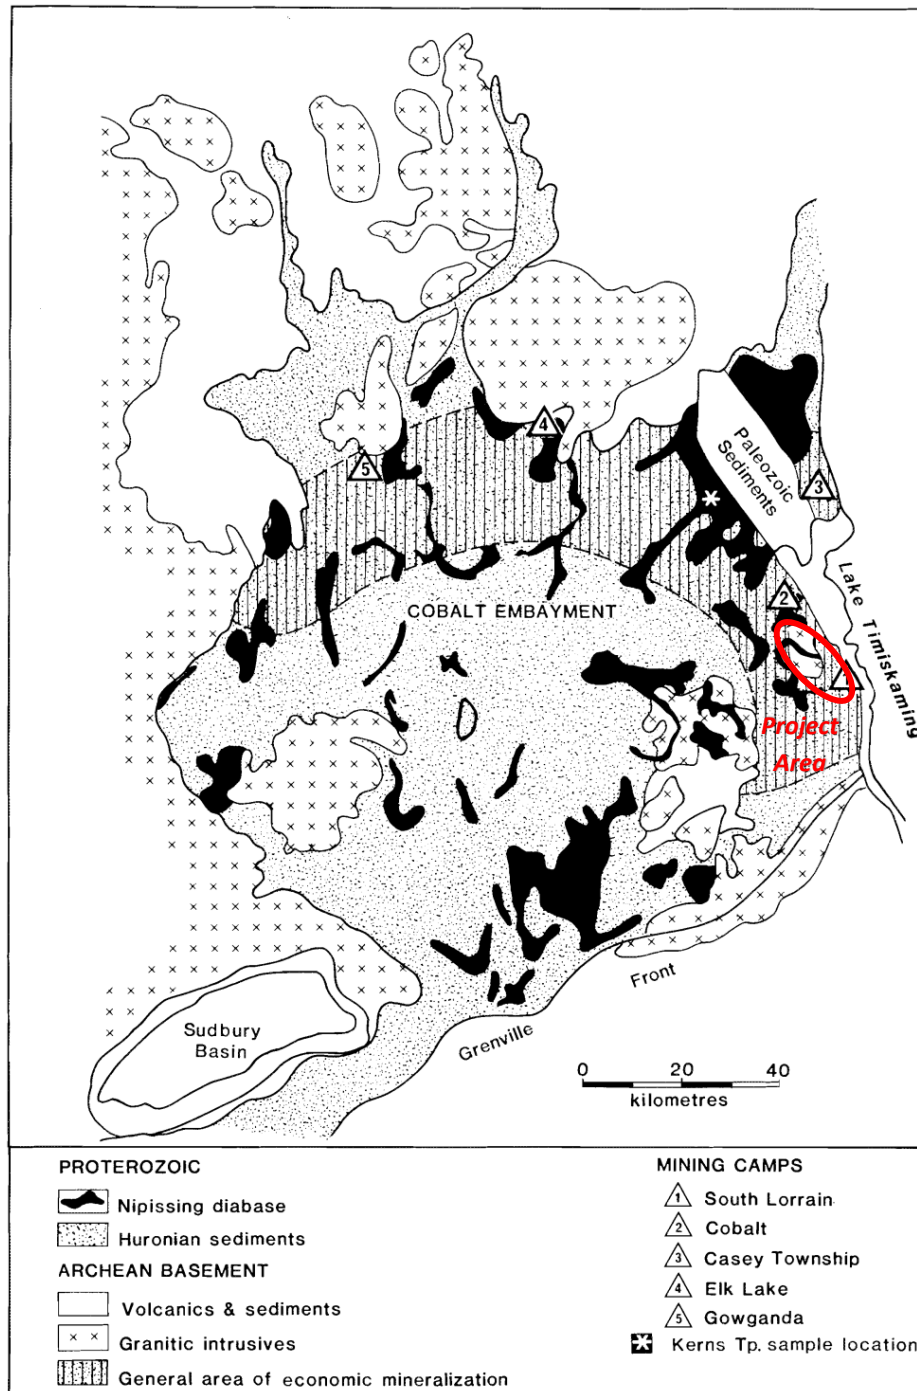 5
4
Paleozoic
Sediments
3
2
Lake Timiskaming
COBALT EMBAYMENT
Project
Area
Sudbury
Basin
Grenville
Front
0 20 40
kilometres
PROTEROZOIC
Nipissing diabase
Huronian sediments
ARCHEAN BASEMENT
Volcanics & sediments
Granitic intrusives
General area of economic mineralization
MINING CAMPS
1 South Lorrain
2 Cobalt
3 Casey Township
4 Elk Lake
5 Gowganda
Kerns Tp. sample location